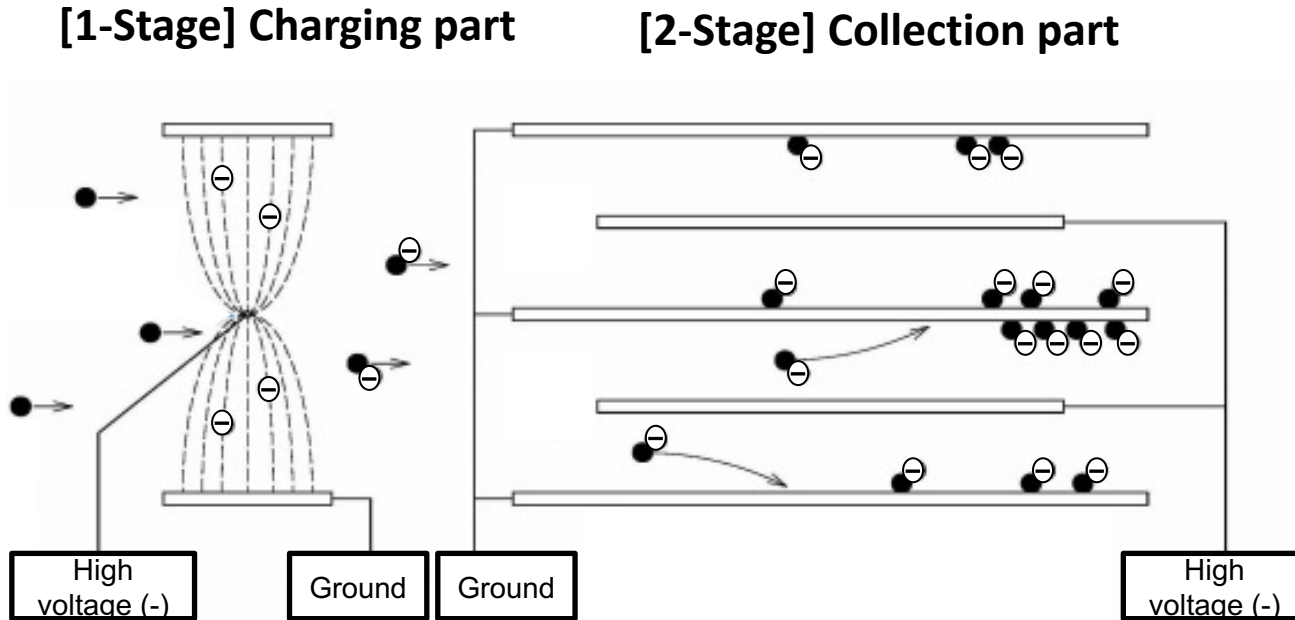 [1-Stage] Charging part
[2-Stage] Collection part
High
voltage (-)
Ground
Ground
High
voltage (-)